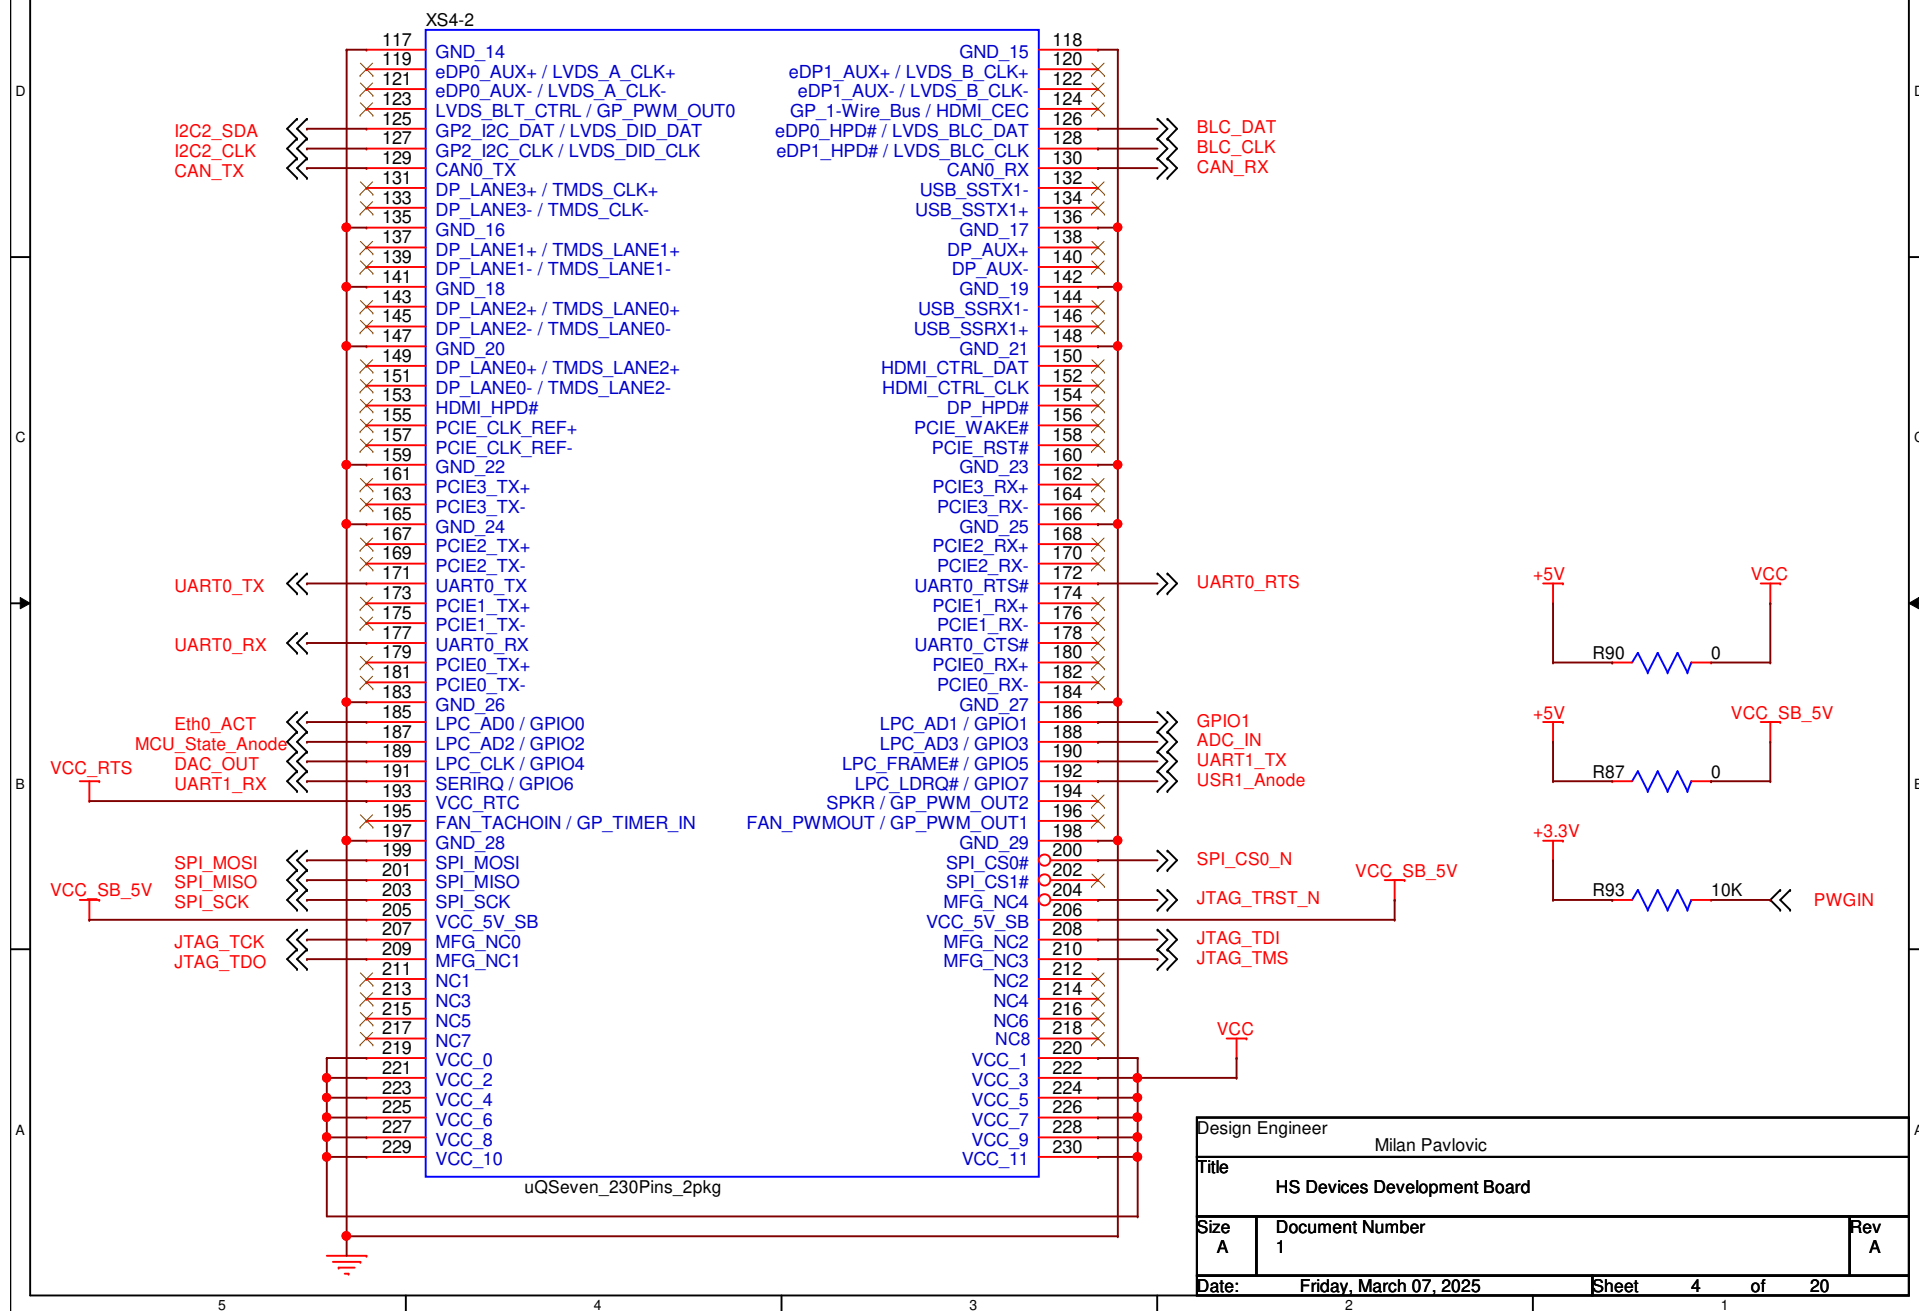 XS4-2
117 GND_14 GND_15 118
119 eDP0_AUX+ / LVDS_A_CLK+ eDP1_AUX+ / LVDS_B_CLK+ 120
D 121 eDP0_AUX- / LVDS_A_CLK- eDP1_AUX- / LVDS_B_CLK- 122
123 LVDS_BLT_CTRL / GP_PWM_OUT0 GP_1-Wire_Bus / HDMI_CEC 124
I2C2_SDA 125 GP2_I2C_DAT / LVDS_DID_DAT eDP0_HPD# / LVDS_BLC_DAT 126 BLC_DAT
I2C2_CLK 127 GP2_I2C_CLK / LVDS_DID_CLK eDP1_HPD# / LVDS_BLC_CLK 128 BLC_CLK
CAN_TX 129 CAN0_TX CAN0_RX 130 CAN_RX
131 DP_LANE3+ / TMDS_CLK+ USB_SSTX1- 132
133 DP_LANE3- / TMDS_CLK- USB_SSTX1+ 134
135 GND_16 GND_17 136
137 DP_LANE1+ / TMDS_LANE1+ DP_AUX+ 138
139 DP_LANE1- / TMDS_LANE1- DP_AUX- 140
141 GND_18 GND_19 142
143 DP_LANE2+ / TMDS_LANE0+ USB_SSRX1- 144
145 DP_LANE2- / TMDS_LANE0- USB_SSRX1+ 146
147 GND_20 GND_21 148
149 DP_LANE0+ / TMDS_LANE2+ HDMI_CTRL_DAT 150
151 DP_LANE0- / TMDS_LANE2- HDMI_CTRL_CLK 152
153 HDMI_HPD# DP_HPD# 154
C 155 PCIE_CLK_REF+ PCIE_WAKE# 156
157 PCIE_CLK_REF- PCIE_RST# 158
159 GND_22 GND_23 160
161 PCIE3_TX+ PCIE3_RX+ 162
163 PCIE3_TX- PCIE3_RX- 164
165 GND_24 GND_25 166
167 PCIE2_TX+ PCIE2_RX+ 168
169 PCIE2_TX- PCIE2_RX- 170
UART0_TX 171 UART0_TX UART0_RTS# 172 UART0_RTS +5V VCC
173 PCIE1_TX+ PCIE1_RX+ 174
175 PCIE1_TX- PCIE1_RX- 176
UART0_RX 177 UART0_RX UART0_CTS# 178
179 PCIE0_TX+ PCIE0_RX+ 180 R90 0
181 PCIE0_TX- PCIE0_RX- 182
183 GND_26 GND_27 184
Eth0_ACT 185 LPC_AD0 / GPIO0 LPC_AD1 / GPIO1 186 GPIO1 +5V VCC_SB_5V
MCU_State_Anode 187 LPC_AD2 / GPIO2 LPC_AD3 / GPIO3 188 ADC_IN
VCC_RTS DAC_OUT 189 LPC_CLK / GPIO4 LPC_FRAME# / GPIO5 190 UART1_TX
B UART1_RX 191 SERIRQ / GPIO6 LPC_LDRQ# / GPIO7 192 USR1_Anode R87 0
193 VCC_RTC SPKR / GP_PWM_OUT2 194
195 FAN_TACHOIN / GP_TIMER_IN FAN_PWMOUT / GP_PWM_OUT1 196
197 GND_28 GND_29 198 +3.3V
SPI_MOSI 199 SPI_MOSI SPI_CS0# 200 SPI_CS0_N
VCC_SB_5V SPI_MISO 201 SPI_MISO SPI_CS1# 202 VCC_SB_5V
SPI_SCK 203 SPI_SCK MFG_NC4 204 JTAG_TRST_N R93 10K PWGIN
205 VCC_5V_SB VCC_5V_SB 206
JTAG_TCK 207 MFG_NC0 MFG_NC2 208 JTAG_TDI
JTAG_TDO 209 MFG_NC1 MFG_NC3 210 JTAG_TMS
211 NC1 NC2 212
213 NC3 NC4 214
215 NC5 NC6 216
217 NC7 NC8 218 VCC
219 VCC_0 VCC_1 220
221 VCC_2 VCC_3 222
223 VCC_4 VCC_5 224
225 VCC_6 VCC_7 226
A 227 VCC_8 VCC_9 228
229 VCC_10 VCC_11 230
uQSeven_230Pins_2pkg
Design Engineer
Milan Pavlovic
Title
HS Devices Development Board
Size Document Number Rev
A 1 A
Date: Friday, March 07, 2025 Sheet 4 of 20
5 4 3 2 1